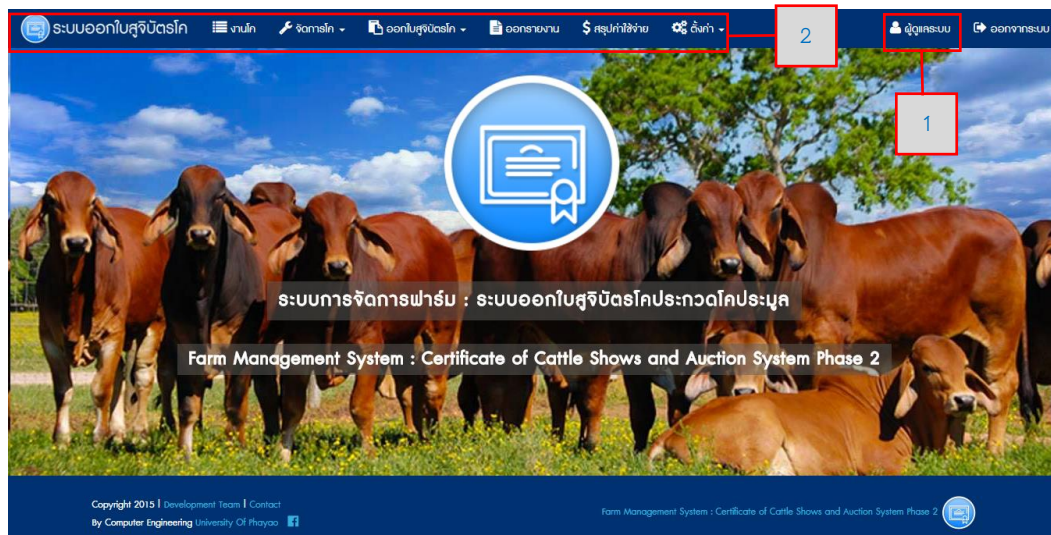 ระบบออกใบสูจิบัตรโค งานโค จัดการโค ออกใบสูจิบัตรโค ออกรายงาน สรุปค่าใช้จ่าย ตั้งค่า 2 ผู้ดูแลระบบ ออกจากระบบ
1
ระบบการจัดการฟาร์ม : ระบบออกใบสูจิบัตรโคประกวดโคประมูล
Farm Management System : Certificate of Cattle Shows and Auction System Phase 2
Copyright 2015 | Development Team | Contact
By Computer Engineering University Of Phayao
Farm Management System : Certificate of Cattle Shows and Auction System Phase 2